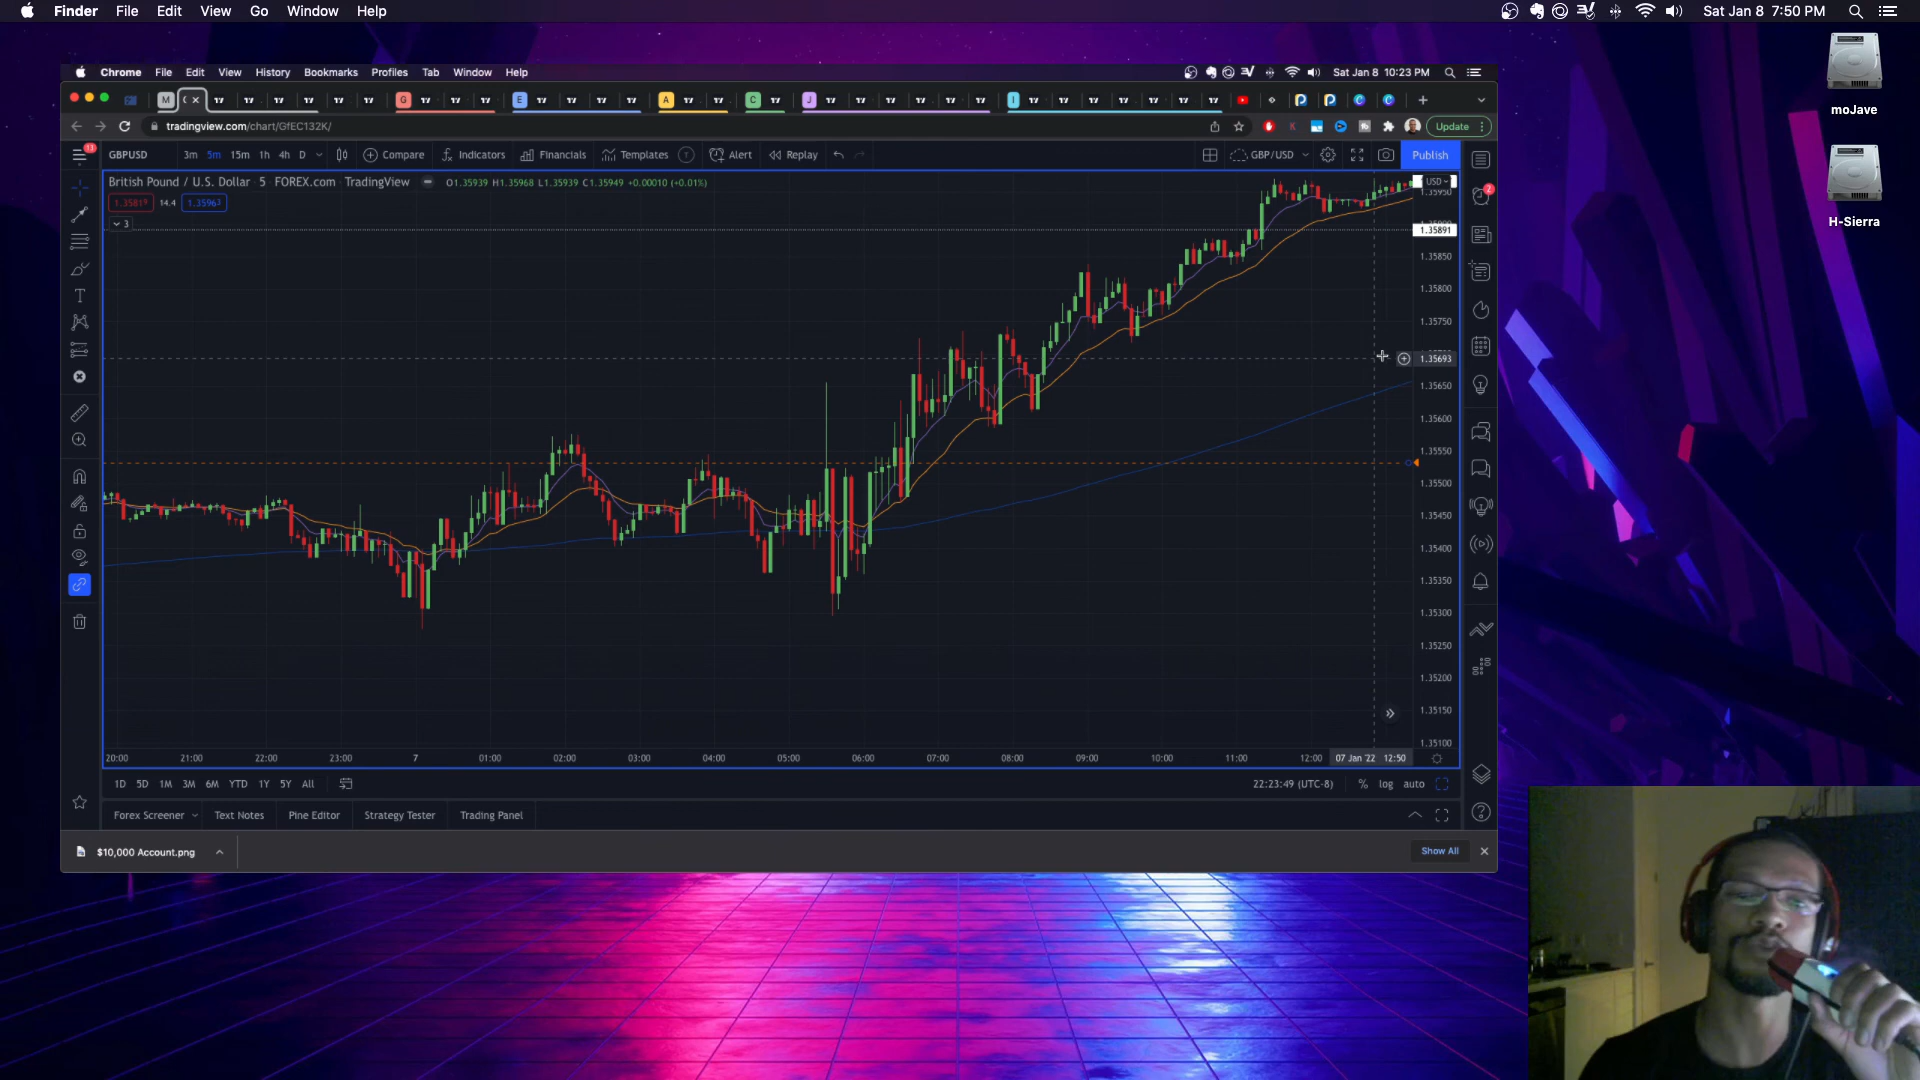 Finder File Edit View Go Window Help
Sat Jan 8 7:50 PM
moJave
H-Sierra
Chrome File Edit View History Bookmarks Profiles Tab Window Help
Sat Jan 8 10:23 PM
tradingview.com/chart/GfEC132K/
Update
GBPUSD 3m 5m 15m 1h 4h D Compare Indicators Financials Templates Alert Replay GBP/USD Publish
British Pound / U.S. Dollar · 5 · FOREX.com · TradingView O1.35939 H1.35968 L1.35939 C1.35949 +0.00010 (+0.01%)
1.35819 14.4 1.35963
3
USD
1.35950
1.35891
1.35850
1.35800
1.35750
1.35693
1.35650
1.35600
1.35550
1.35500
1.35450
1.35400
1.35350
1.35300
1.35250
1.35200
1.35150
1.35100
20:00 21:00 22:00 23:00 7 01:00 02:00 03:00 04:00 05:00 06:00 07:00 08:00 09:00 10:00 11:00 12:00 07 Jan '22 12:50
1D 5D 1M 3M 6M YTD 1Y 5Y All 22:23:49 (UTC-8) % log auto
Forex Screener Text Notes Pine Editor Strategy Tester Trading Panel
$10,000 Account.png
Show All